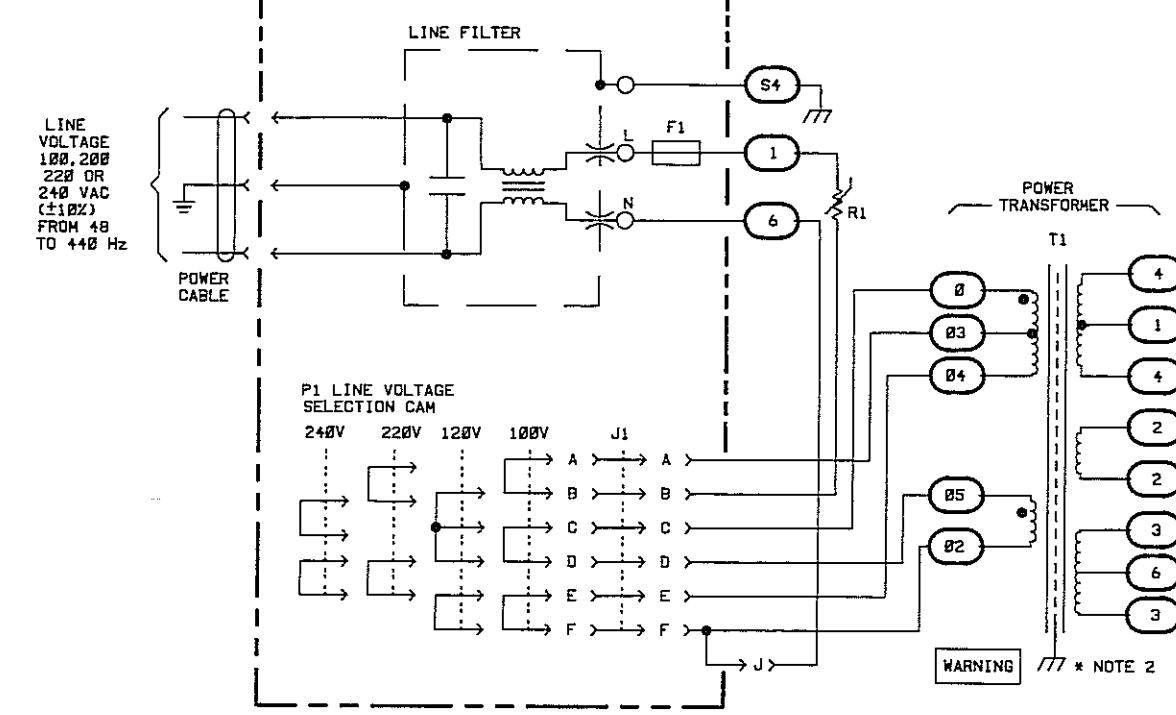 LINE FILTER
S4
LINE
VOLTAGE
100,200
220 OR
240 VAC
(±10%)
FROM 48
TO 440 Hz
L
F1
1
N
6
R1
POWER
CABLE
POWER
TRANSFORMER
T1
0
03
04
05
02
4
1
4
2
2
3
6
3
P1 LINE VOLTAGE
SELECTION CAM
240V 220V 120V 100V J1
A A
B B
C C
D D
E E
F F
J
WARNING
* NOTE 2